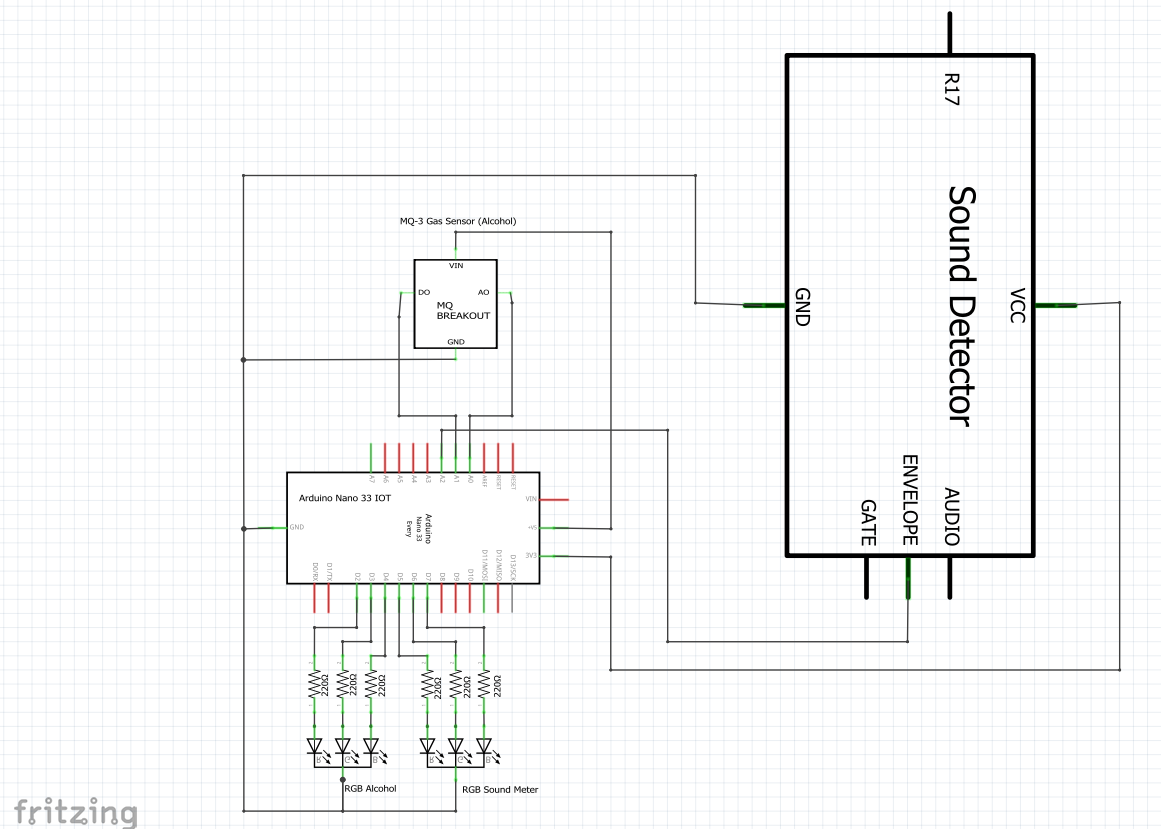 R17
Sound Detector
GND
VCC
GATE
ENVELOPE
AUDIO
MQ-3 Gas Sensor (Alcohol)
VIN
DO
AO
MQ
BREAKOUT
GND
A7
A6
A5
A4
A3
A2
A1
A0
AREF
RESET
RESET
Arduino Nano 33 IOT
Arduino
Nano 33
Every
VIN
+5V
3V3
GND
D0/RX
D1/TX
D2
D3
D4
D5
D6
D7
D8
D9
D10
D11/MOSI
D12/MISO
D13/SCK
220Ω
220Ω
220Ω
220Ω
220Ω
220Ω
R
G
B
R
G
B
RGB Alcohol
RGB Sound Meter
fritzing